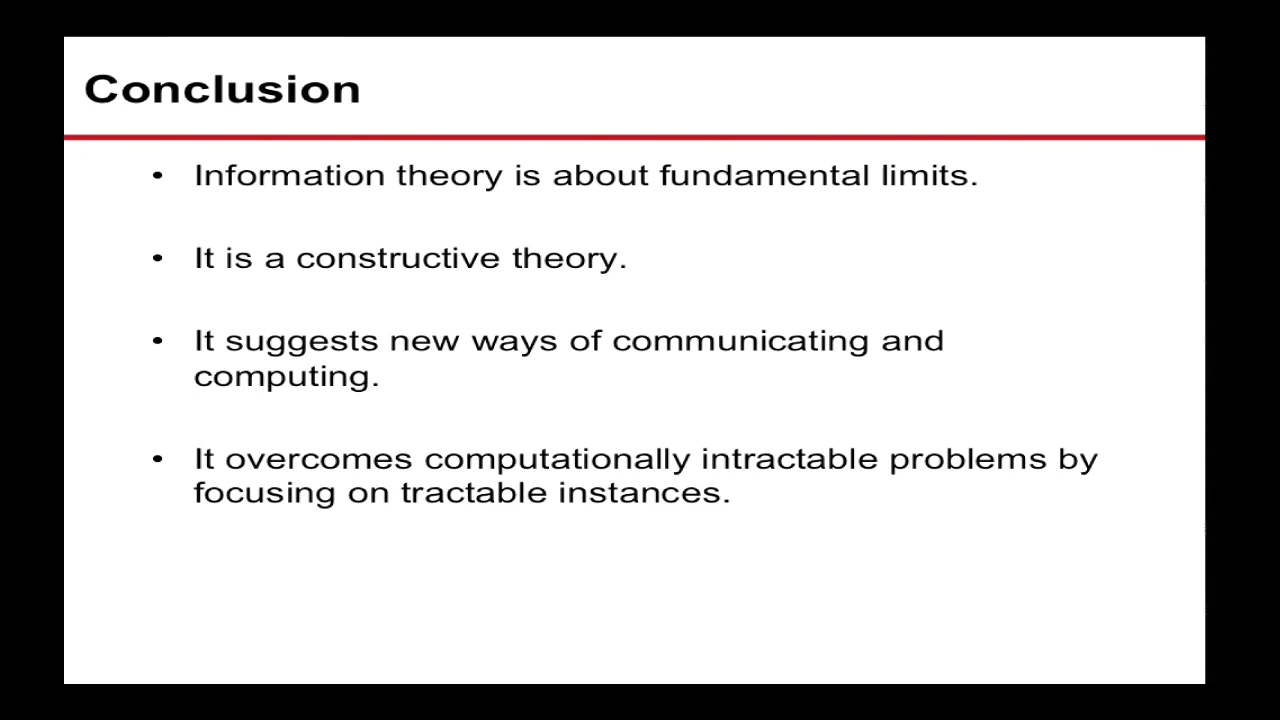 Conclusion
• Information theory is about fundamental limits.
• It is a constructive theory.
• It suggests new ways of communicating and
computing.
• It overcomes computationally intractable problems by
focusing on tractable instances.